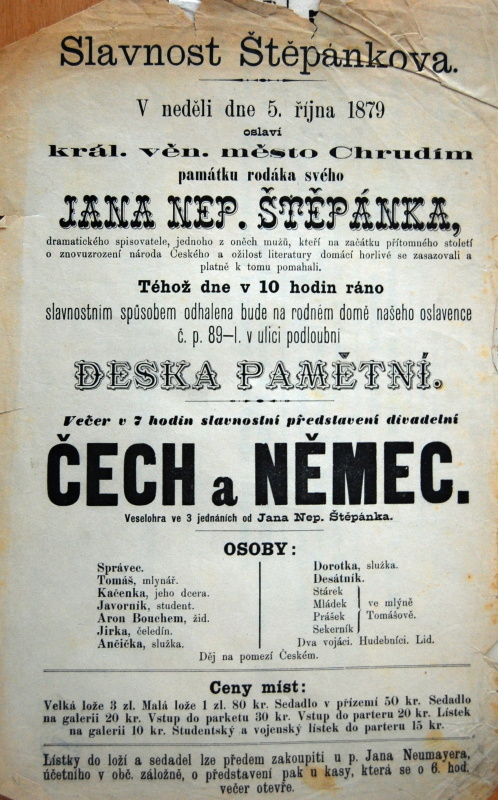 Slavnost Štěpánkova.
V neděli dne 5. října 1879
oslaví
král. věn. město Chrudím
památku rodáka svého
JANA NEP. ŠTĚPÁNKA,
dramatického spisovatele, jednoho z oněch mužů, kteří na začátku přítomného století
o znovuzrození národa Českého a ožilost literatury domácí horlivě se zasazovali a
platně k tomu pomahali.
Téhož dne v 10 hodin ráno
slavnostním spůsobem odhalena bude na rodném domě našeho oslavence
č. p. 89–I. v ulici podloubní
DESKA PAMĚTNÍ.
Večer v 7 hodin slavnostní představení divadelní
ČECH a NĚMEC.
Veselohra ve 3 jednáních od Jana Nep. Štěpánka.
OSOBY:
Správec.
Tomáš, mlynář.
Kačenka, jeho dcera.
Javorník, student.
Aron Bouchem, žid.
Jirka, čeledín.
Ančička, služka.
Dorotka, služka.
Desátník.
Stárek
Mládek
Prášek
Sekerník
ve mlýně
Tomášově.
Dva vojáci. Hudebníci. Lid.
Děj na pomezí Českém.
Ceny míst:
Velká lože 3 zl. Malá lože 1 zl. 80 kr. Sedadlo v přízemí 50 kr. Sedadlo
na galerii 20 kr. Vstup do parketu 30 kr. Vstup do parteru 20 kr. Lístek
na galerii 10 kr. Studentský a vojenský lístek do parteru 15 kr.
Lístky do loží a sedadel lze předem zakoupiti u p. Jana Neumayera,
účetního v obč. záložně, o představení pak u kasy, která se o 6. hod.
večer otevře.